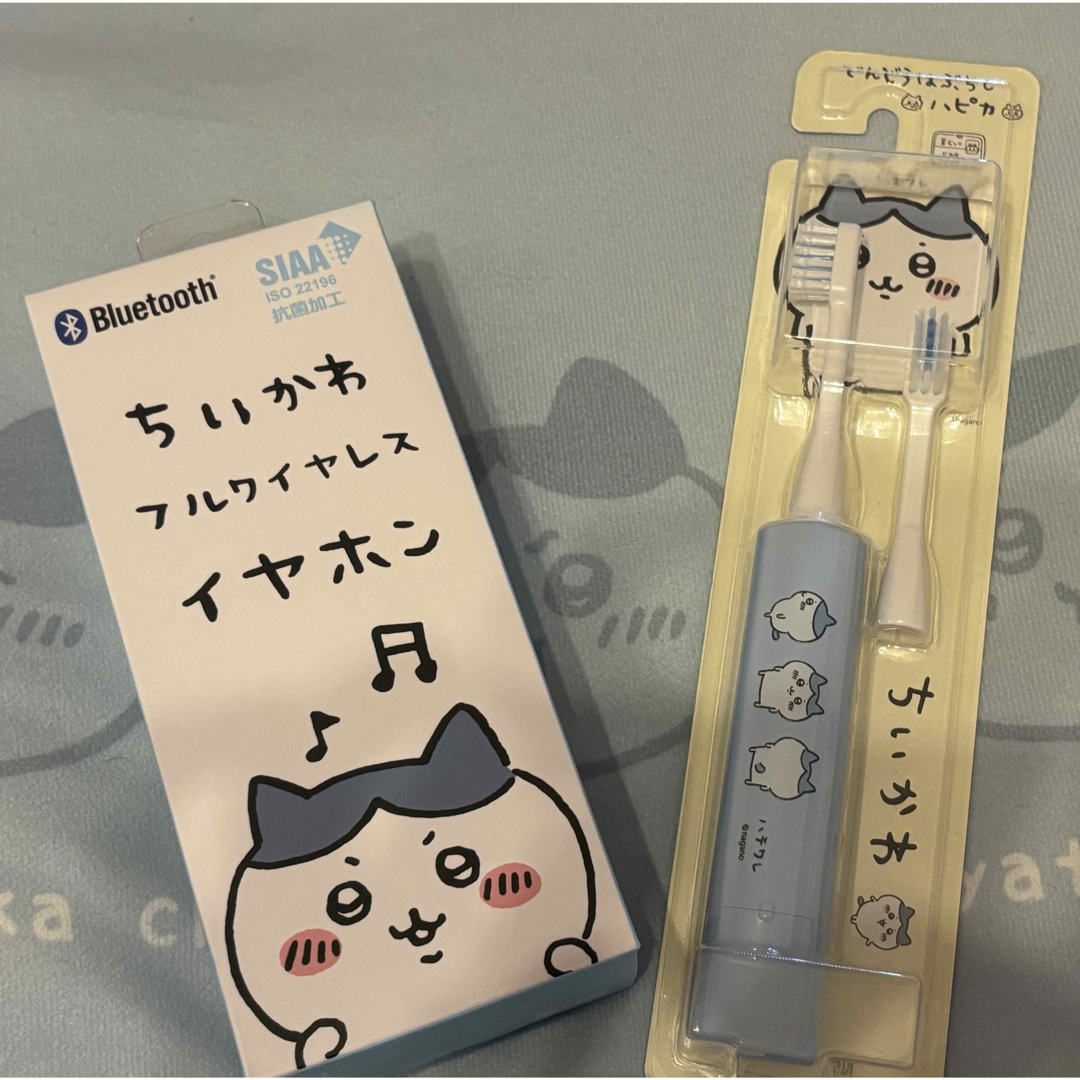 Bluetooth®
SIAA
ISO 22196
抗菌加工
ちいかわ
フルワイヤレス
イヤホン
でんどうはぶらし
ハピカ
ちいかわ
ハチワレ
©nagano